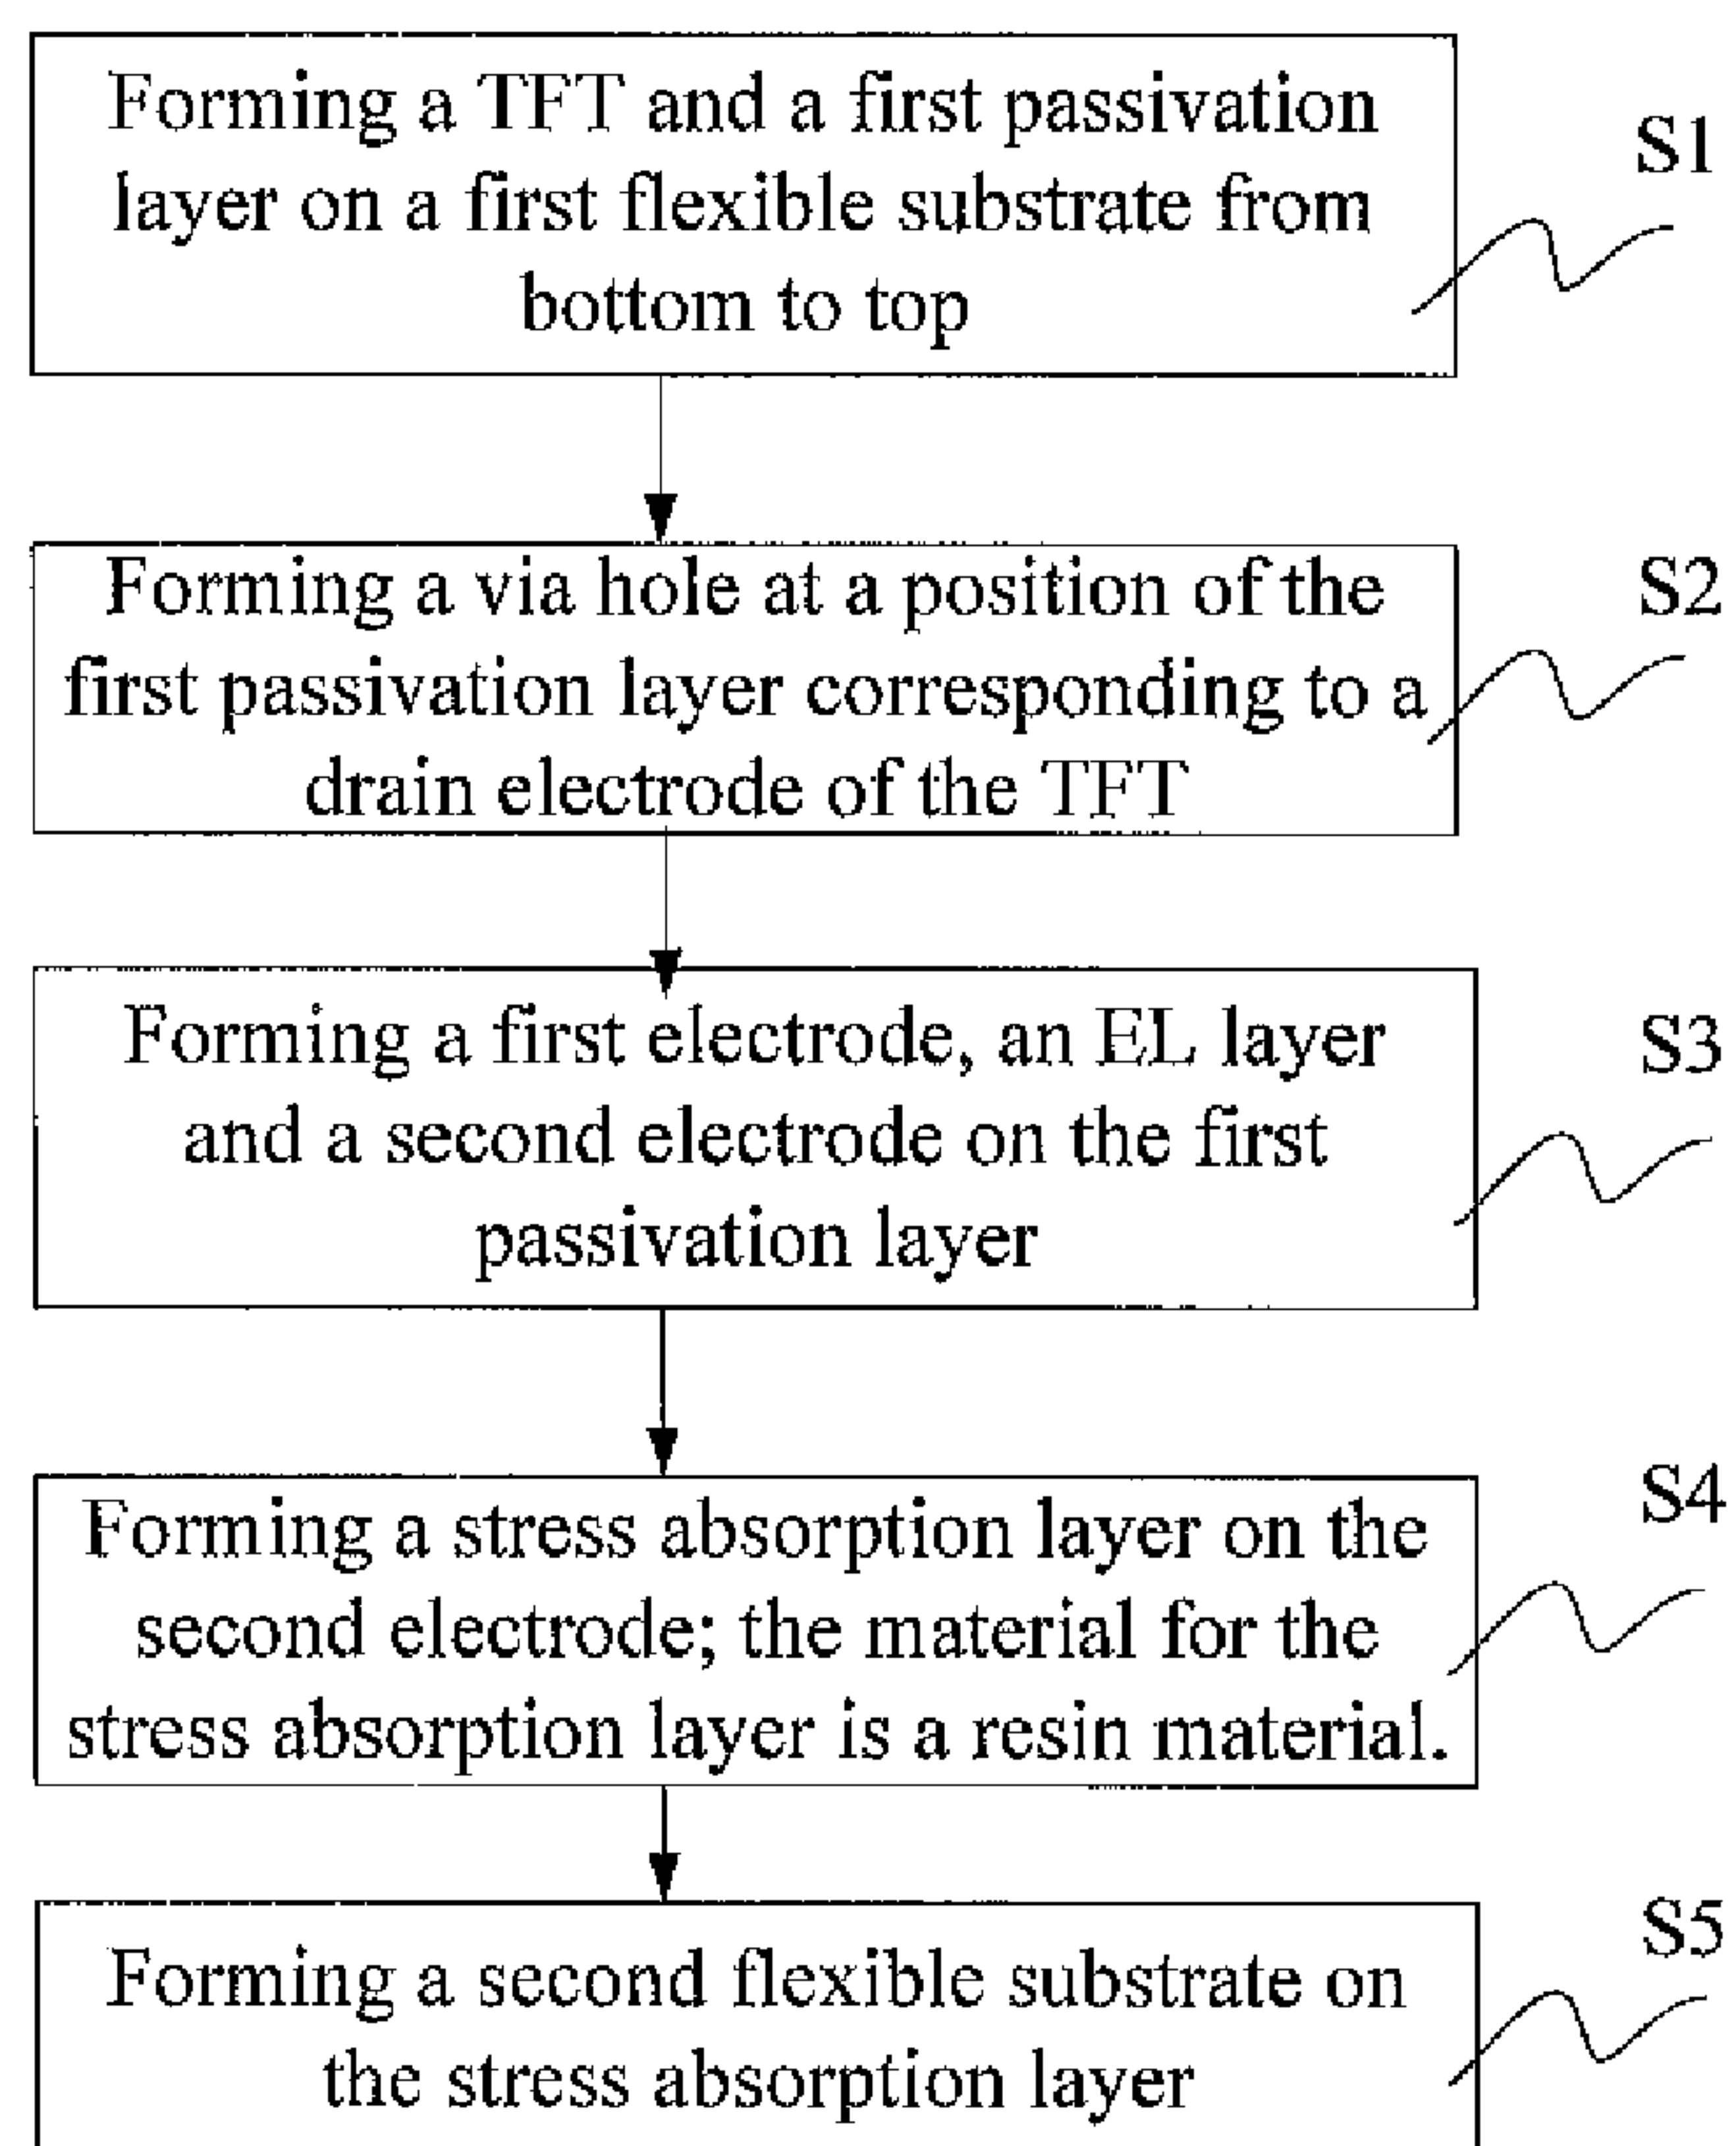 Forming a TFT and a first passivation
layer on a first flexible substrate from
bottom to top
S1
Forming a via hole at a position of the
first passivation layer corresponding to a
drain electrode of the TFT
S2
Forming a first electrode, an EL layer
and a second electrode on the first
passivation layer
S3
Forming a stress absorption layer on the
second electrode; the material for the
stress absorption layer is a resin material.
S4
Forming a second flexible substrate on
the stress absorption layer
S5